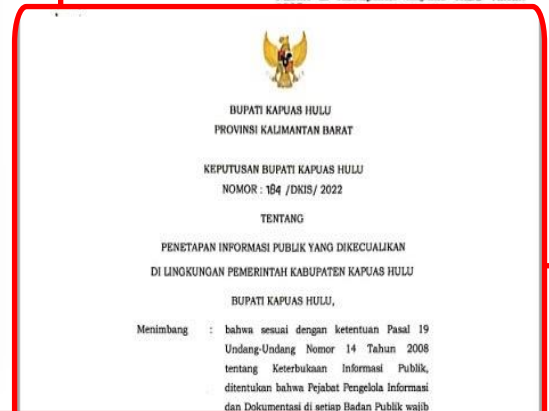 BUPATI KAPUAS HULU
PROVINSI KALIMANTAN BARAT
KEPUTUSAN BUPATI KAPUAS HULU
NOMOR : 184 /DKIS/ 2022
TENTANG
PENETAPAN INFORMASI PUBLIK YANG DIKECUALIKAN
DI LINGKUNGAN PEMERINTAH KABUPATEN KAPUAS HULU
BUPATI KAPUAS HULU,
Menimbang : bahwa sesuai dengan ketentuan Pasal 19
Undang-Undang Nomor 14 Tahun 2008
tentang Keterbukaan Informasi Publik,
ditentukan bahwa Pejabat Pengelola Informasi
dan Dokumentasi di setiap Badan Publik wajib